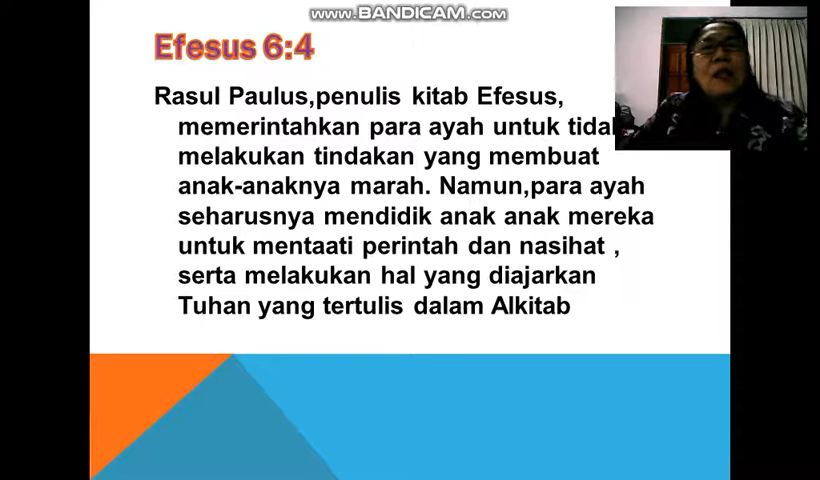 www.BANDICAM.com
Efesus 6:4
Rasul Paulus,penulis kitab Efesus,
memerintahkan para ayah untuk
melakukan tindakan yang membuat
anak-anaknya marah. Namun,para ayah
seharusnya mendidik anak anak mereka
untuk mentaati perintah dan nasihat ,
serta melakukan hal yang diajarkan
Tuhan yang tertulis dalam Alkitab